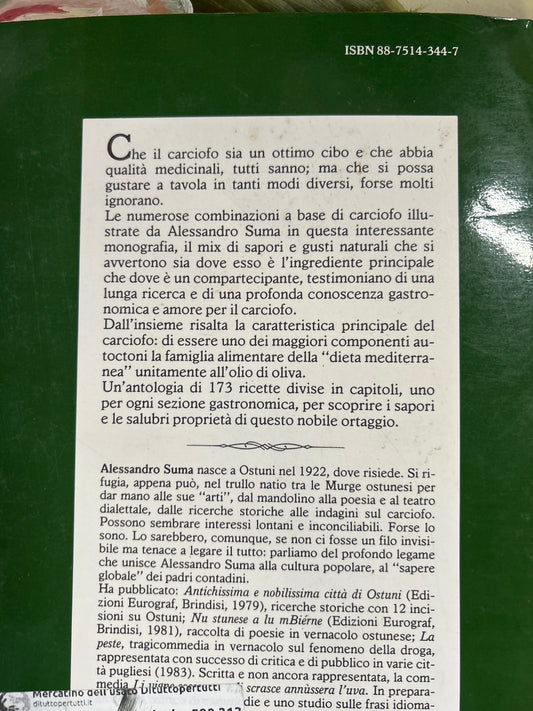 ISBN 88-7514-344-7
Che il carciofo sia un ottimo cibo e che abbia
qualità medicinali, tutti sanno; ma che si possa
gustare a tavola in tanti modi diversi, forse molti
ignorano.
Le numerose combinazioni a base di carciofo illu-
strate da Alessandro Suma in questa interessante
monografia, il mix di sapori e gusti naturali che si
avvertono sia dove esso è l'ingrediente principale
che dove è un compartecipante, testimoniano di una
lunga ricerca e di una profonda conoscenza gastro-
nomica e amore per il carciofo.
Dall'insieme risalta la caratteristica principale del
carciofo: di essere uno dei maggiori componenti au-
toctoni la famiglia alimentare della "dieta mediterra-
nea" unitamente all'olio di oliva.
Un'antologia di 173 ricette divise in capitoli, uno
per ogni sezione gastronomica, per scoprire i sapori
e le salubri proprietà di questo nobile ortaggio.
Alessandro Suma nasce a Ostuni nel 1922, dove risiede. Si ri-
fugia, appena può, nel trullo natio tra le Murge ostunesi per
dar mano alle sue "arti", dal mandolino alla poesia e al teatro
dialettale, dalle ricerche storiche alle indagini sul carciofo.
Possono sembrare interessi lontani e inconciliabili. Forse lo
sono. Lo sarebbero, comunque, se non ci fosse un filo invisi-
bile ma tenace a legare il tutto: parliamo del profondo legame
che unisce Alessandro Suma alla cultura popolare, al "sapere
globale" dei padri contadini.
Ha pubblicato: Antichissima e nobilissima città di Ostuni (Edi-
zioni Eurograf, Brindisi, 1979), ricerche storiche con 12 inci-
sioni su Ostuni; Nu stunese a lu mBiérne (Edizioni Eurograf,
Brindisi, 1981), raccolta di poesie in vernacolo ostunese; La
peste, tragicommedia in vernacolo sul fenomeno della droga,
rappresentata con successo di critica e di pubblico in varie cit-
tà pugliesi (1983). Scritta e non ancora rappresentata, la com-
media Li scrasce annùssera l'uva. In prepara-
die e uno studio sulle frasi idioma-
Mercatino dell'usato Dituttopertutti
dituttopertutti.it